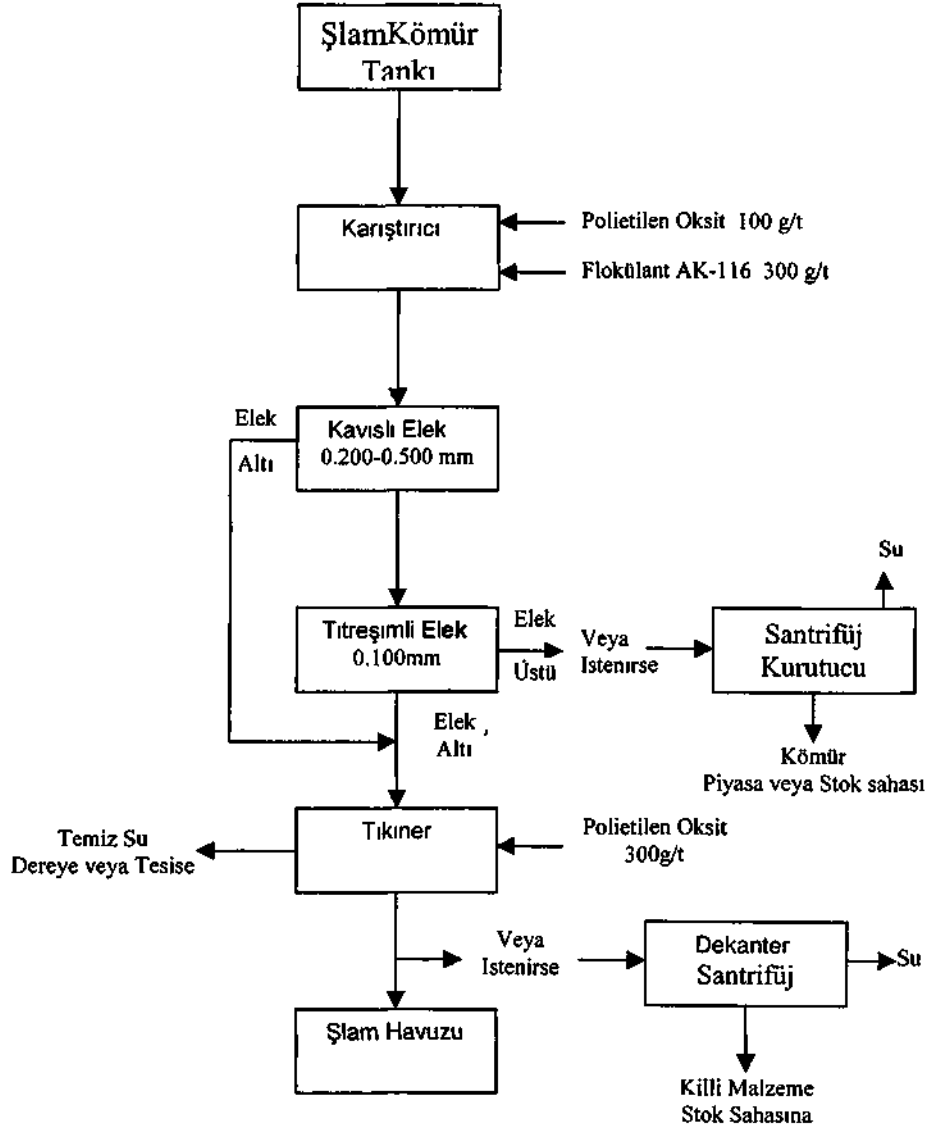 ŞlamKömür
Tankı
Karıştırıcı
Polietilen Oksit 100 g/t
Flokülant AK-116 300 g/t
Elek
Altı
Kavıslı Elek
0.200-0.500 mm
Su
Tıtreşımli Elek
0.100mm
Elek
Üstü
Veya
Istenırse
Santrifüj
Kurutucu
Elek ,
Altı
Kömür
Piyasa veya Stok sahası
Temiz Su
Dereye veya Tesise
Tıkıner
Polietilen Oksit
300g/t
Veya
Istenirse
Dekanter
Santrifüj
Su
Şlam Havuzu
Killi Malzeme
Stok Sahasına